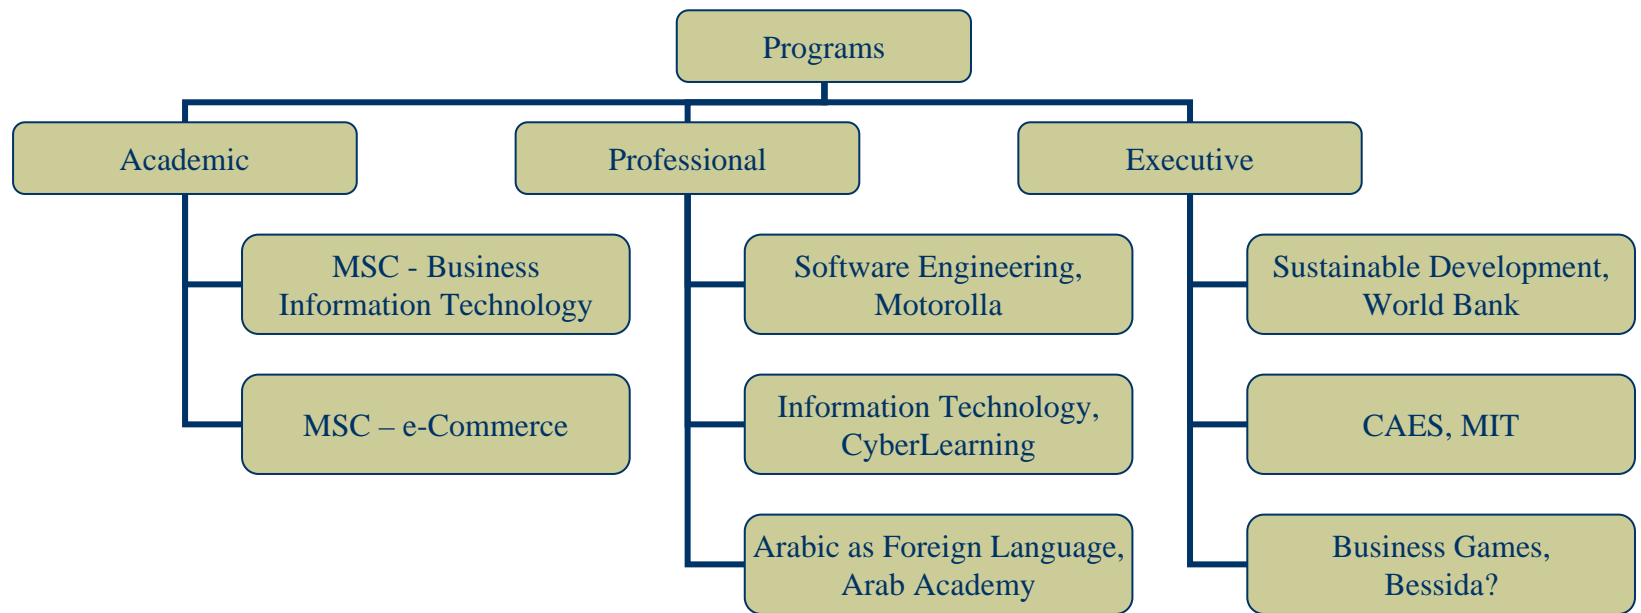 Programs
Academic
Professional
Executive
MSC - Business
Information Technology
MSC – e-Commerce
Software Engineering,
Motorolla
Information Technology,
CyberLearning
Arabic as Foreign Language,
Arab Academy
Sustainable Development,
World Bank
CAES, MIT
Business Games,
Bessida?